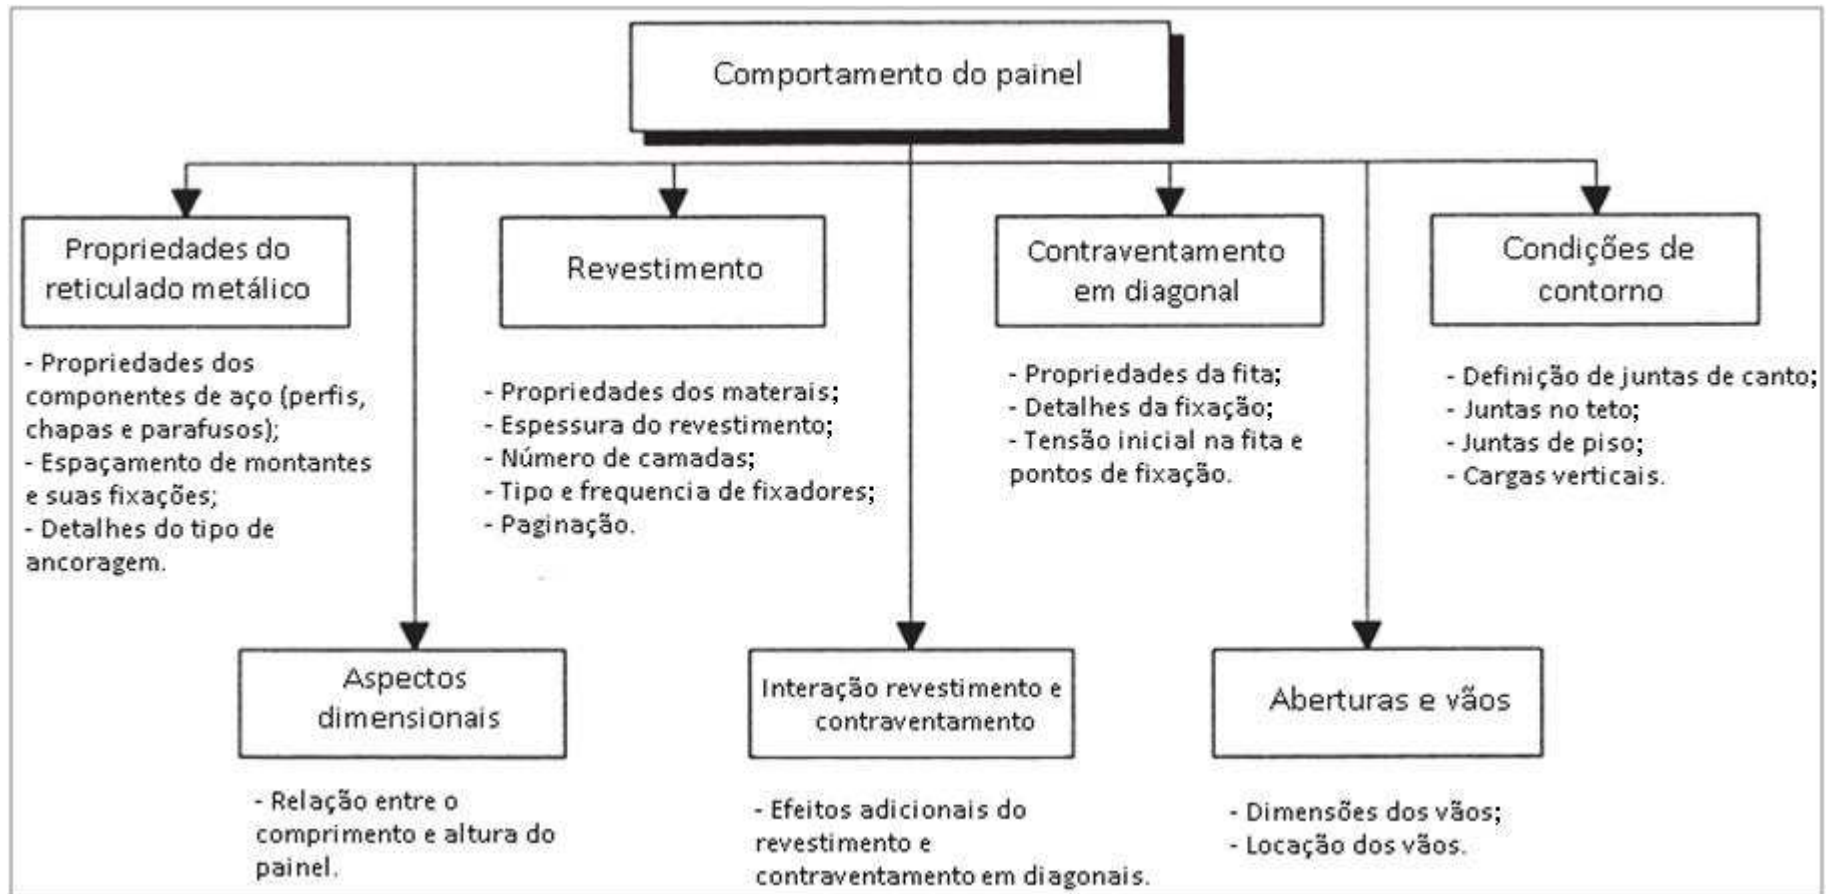 Comportamento do painel
Propriedades do
reticulado metálico
- Propriedades dos
componentes de aço (perfis,
chapas e parafusos);
- Espaçamento de montantes
e suas fixações;
- Detalhes do tipo de
ancoragem.
Revestimento
- Propriedades dos materais;
- Espessura do revestimento;
- Número de camadas;
- Tipo e frequencia de fixadores;
- Paginação.
Contraventamento
em diagonal
- Propriedades da fita;
- Detalhes da fixação;
- Tensão inicial na fita e
pontos de fixação.
Condições de
contorno
- Definição de juntas de canto;
- Juntas no teto;
- Juntas de piso;
- Cargas verticais.
Aspectos
dimensionais
- Relação entre o
comprimento e altura do
painel.
Interação revestimento e
contraventamento
- Efeitos adicionais do
revestimento e
contraventamento em diagonais.
Aberturas e vãos
- Dimensões dos vãos;
- Locação dos vãos.